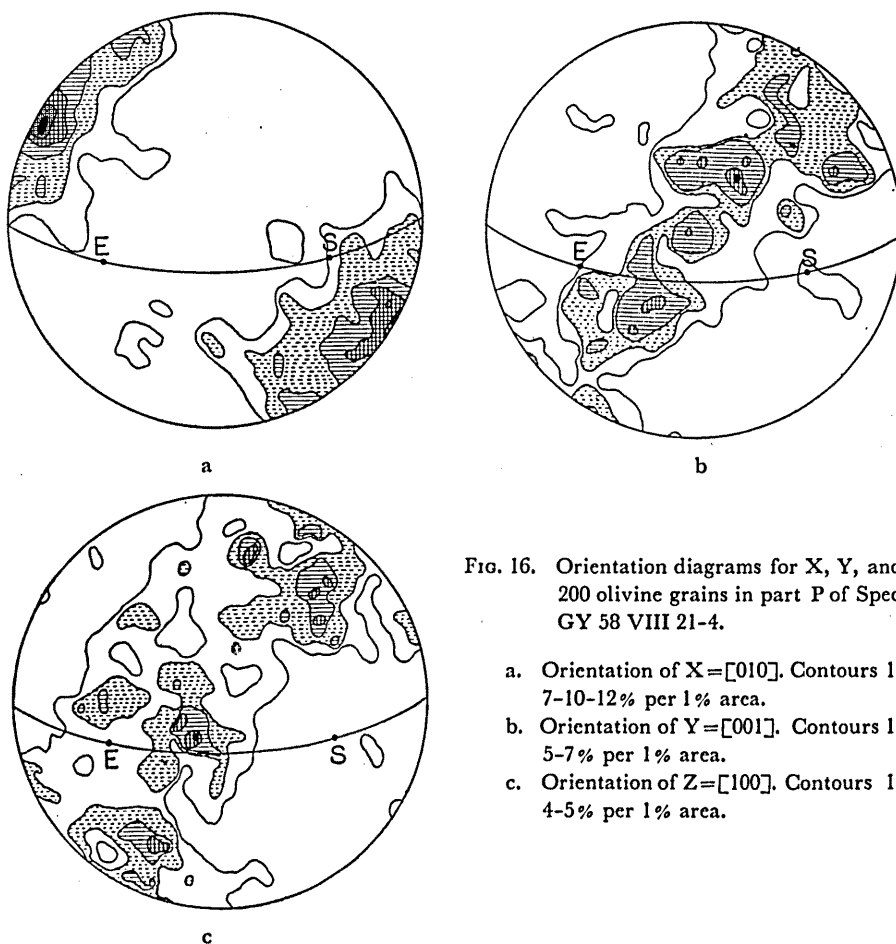 E
S
a
E
S
b
E
S
c
FIG. 16. Orientation diagrams for X, Y, and
200 olivine grains in part P of Spec
GY 58 VIII 21-4.
a. Orientation of X=[010]. Contours 1
7-10-12% per 1% area.
b. Orientation of Y=[001]. Contours 1
5-7% per 1% area.
c. Orientation of Z=[100]. Contours 1
4-5% per 1% area.